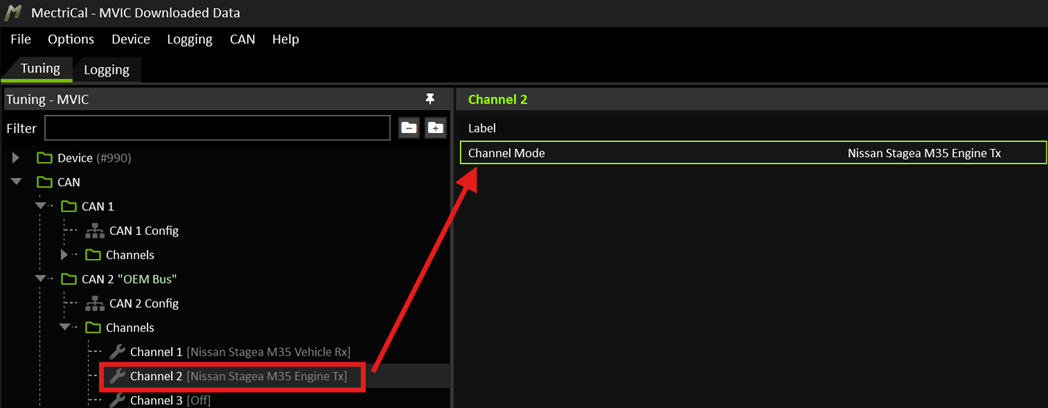 MectriCal - MVIC Downloaded Data
File Options Device Logging CAN Help
Tuning Logging
Tuning - MVIC
Filter
Device (#990)
CAN
CAN 1
CAN 1 Config
Channels
CAN 2 "OEM Bus"
CAN 2 Config
Channels
Channel 1 [Nissan Stagea M35 Vehicle Rx]
Channel 2 [Nissan Stagea M35 Engine Tx]
Channel 3 [Off]
Channel 2
Label
Channel Mode Nissan Stagea M35 Engine Tx